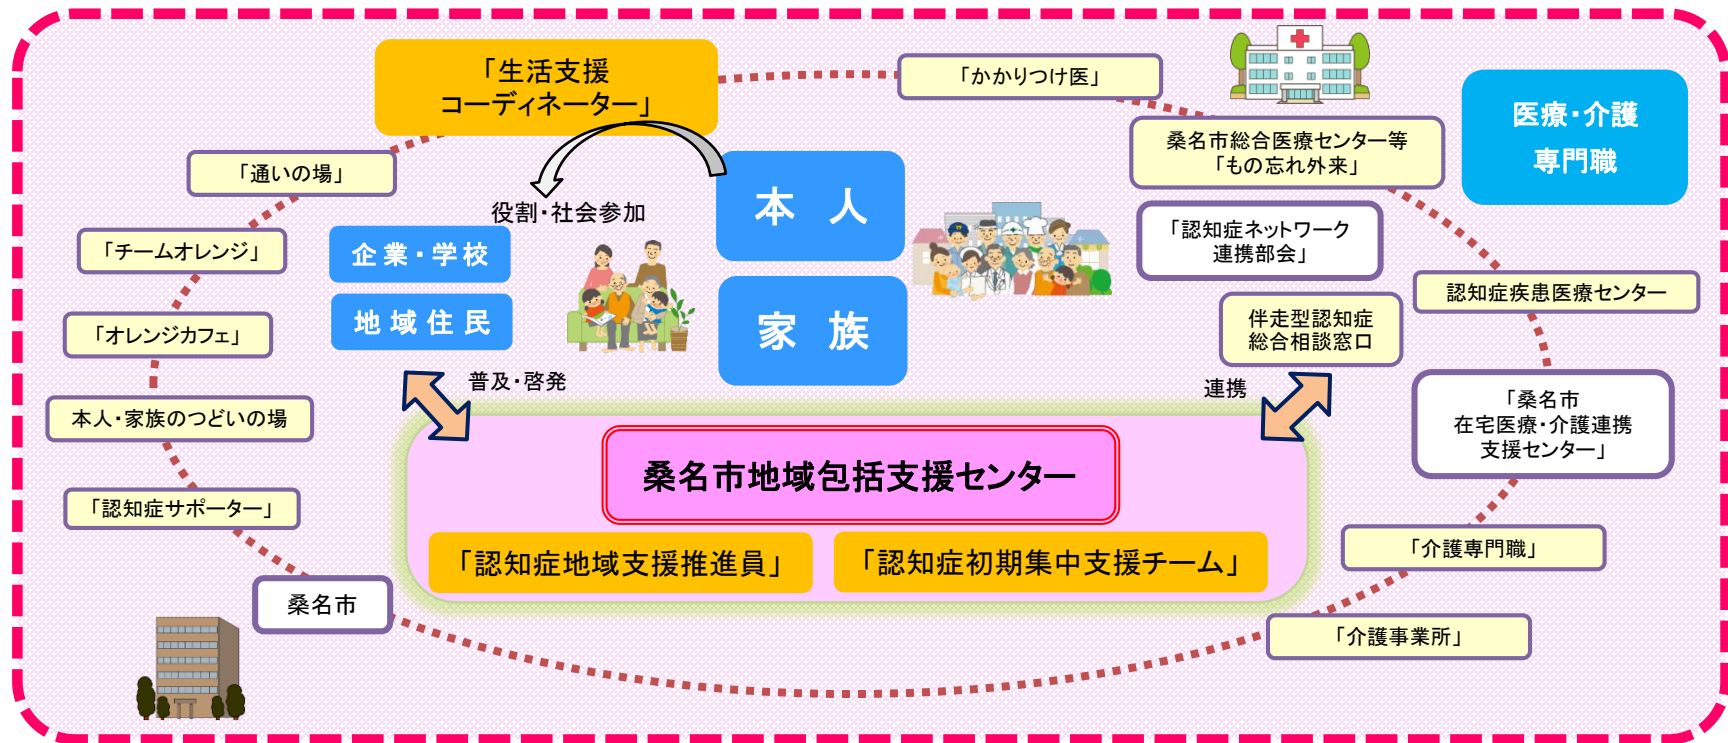 「生活支援
コーディネーター」
「かかりつけ医」
桑名市総合医療センター等
「もの忘れ外来」
医療・介護
専門職
「通いの場」
役割・社会参加
本 人
「認知症ネットワーク
連携部会」
「チームオレンジ」
企業・学校
認知症疾患医療センター
地域住民
家 族
伴走型認知症
総合相談窓口
「オレンジカフェ」
普及・啓発
連携
本人・家族のつどいの場
「桑名市
在宅医療・介護連携
支援センター」
桑名市地域包括支援センター
「認知症サポーター」
「認知症地域支援推進員」
「認知症初期集中支援チーム」
「介護専門職」
桑名市
「介護事業所」